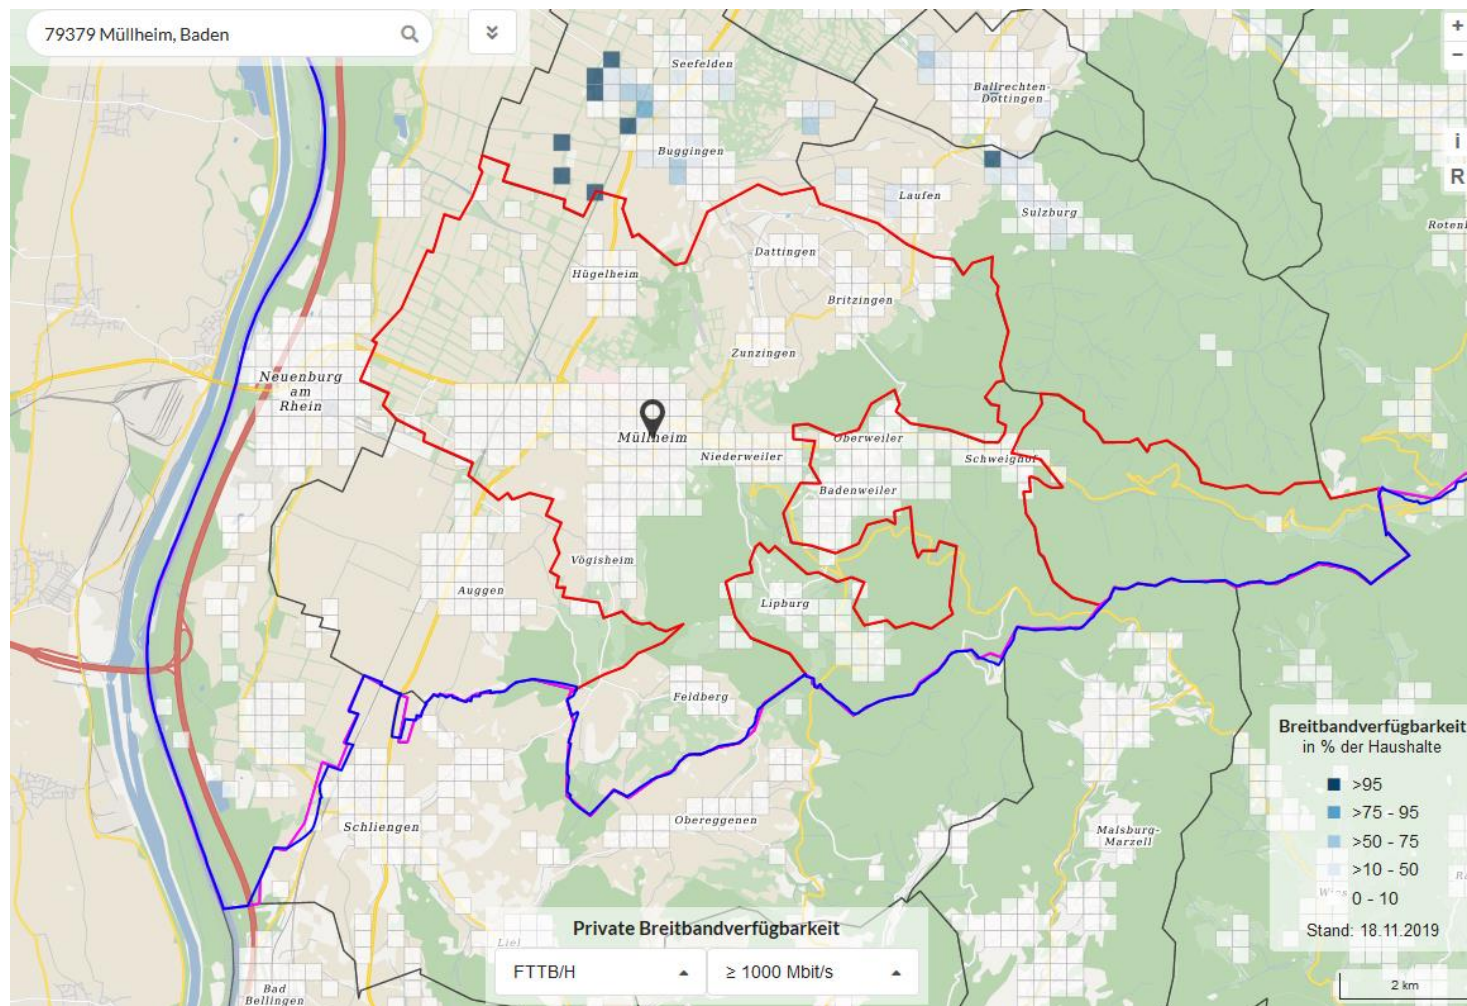 79379 Müllheim, Baden
+
−
i
R
Seefelden
Ballrechten-
Dottingen
Buggingen
Laufen
Sulzburg
Dattingen
Hügelheim
Britzingen
Zunzingen
Neuenburg
am
Rhein
Müllheim
Oberweiler
Niederweiler
Schweighof
Badenweiler
Vögisheim
Auggen
Lipburg
Feldberg
Schliengen
Obereggenen
Malsburg-
Marzell
Liel
Bad
Bellingen
Breitbandverfügbarkeit
in % der Haushalte
>95
>75 - 95
>50 - 75
>10 - 50
0 - 10
Stand: 18.11.2019
2 km
Private Breitbandverfügbarkeit
FTTB/H
≥ 1000 Mbit/s